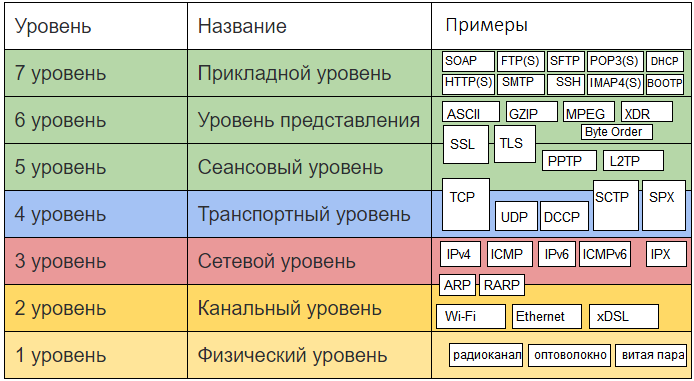 Уровень Название Примеры
7 уровень Прикладной уровень SOAP FTP(S) SFTP POP3(S) DHCP
HTTP(S) SMTP SSH IMAP4(S) BOOTP
6 уровень Уровень представления ASCII GZIP MPEG XDR
Byte Order
SSL TLS
5 уровень Сеансовый уровень PPTP L2TP
4 уровень Транспортный уровень TCP SCTP SPX
UDP DCCP
3 уровень Сетевой уровень IPv4 ICMP IPv6 ICMPv6 IPX
ARP RARP
2 уровень Канальный уровень Wi-Fi Ethernet xDSL
1 уровень Физический уровень радиоканал оптоволокно витая пара